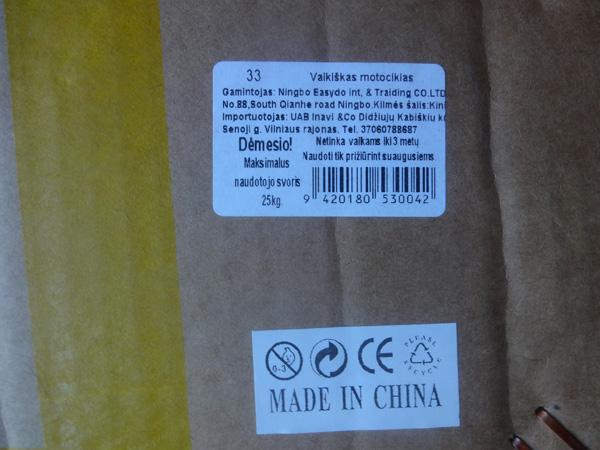 33 Vaikiškas motociklas
Gamintojas: Ningbo Easydo int, & Traiding CO.LTD
No.88,South Qianhe road Ningbo.Kilmės šalis:Kini
Importuotojas: UAB Inavi &Co Didžiųjų Kabiškių k
Senoji g. Vilniaus rajonas. Tel. 37060788687
Dėmesio! Netinka vaikams iki 3 metų
Maksimalus Naudoti tik prižiūrint suaugusiems
naudotojo svoris
25kg.
9 420180 530042
0-3 CE PLEASE RECYCLE
MADE IN CHINA